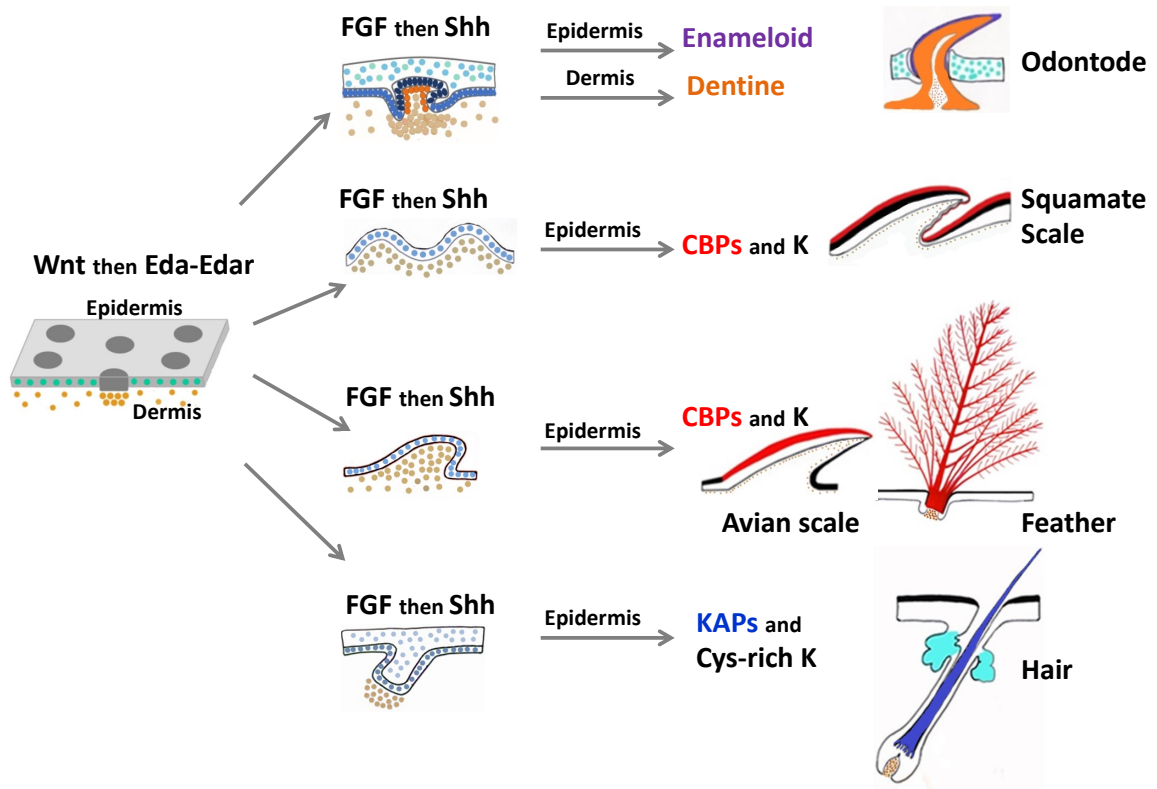 FGF then Shh
Epidermis
Enameloid
Dermis
Dentine
Odontode
FGF then Shh
Epidermis
CBPs and K
Squamate
Scale
Wnt then Eda-Edar
Epidermis
Dermis
FGF then Shh
Epidermis
CBPs and K
Avian scale
Feather
FGF then Shh
Epidermis
KAPs and
Cys-rich K
Hair